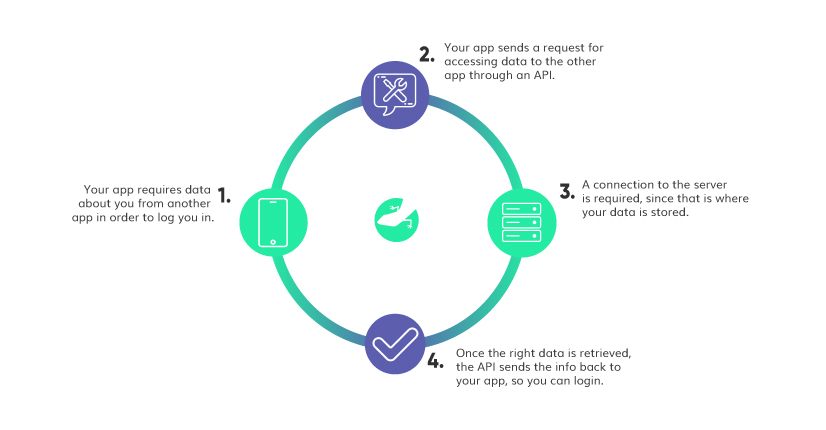 1.
Your app requires data
about you from another
app in order to log you in.
2.
Your app sends a request for
accessing data to the other
app through an API.
3.
A connection to the server
is required, since that is where
your data is stored.
4.
Once the right data is retrieved,
the API sends the info back to
your app, so you can login.